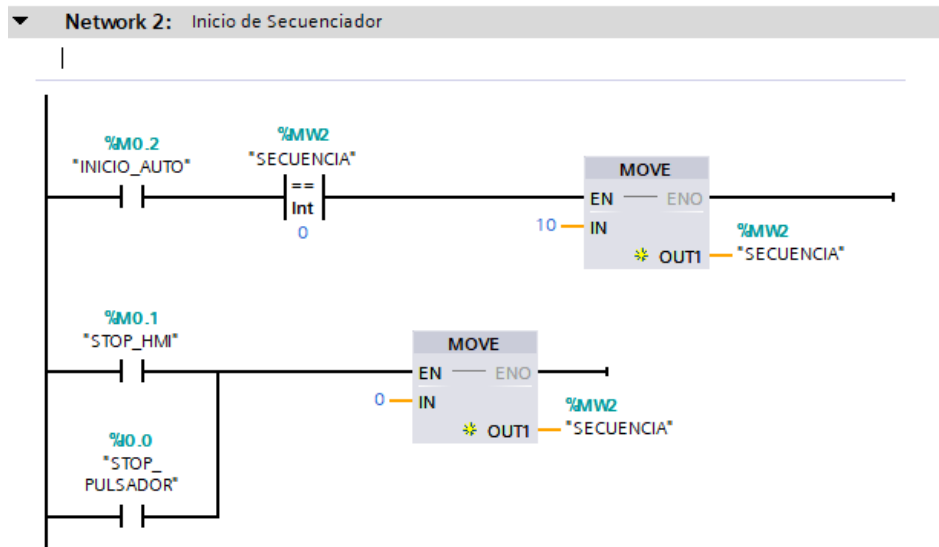 Network 2: Inicio de Secuenciador
%M0.2
"INICIO_AUTO"
%MW2
"SECUENCIA"
==
Int
0
MOVE
EN ENO
10 IN
OUT1
%MW2
"SECUENCIA"
%M0.1
"STOP_HMI"
MOVE
EN ENO
0 IN
OUT1
%MW2
"SECUENCIA"
%I0.0
"STOP_
PULSADOR"